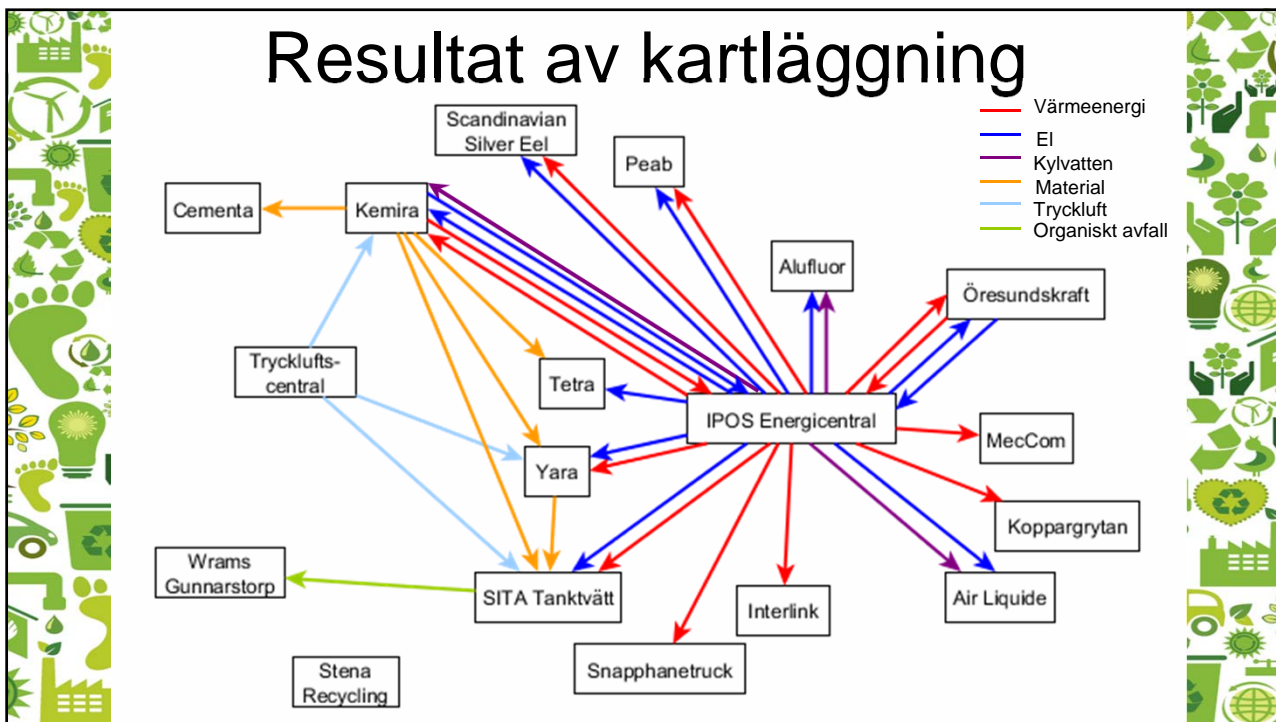 Resultat av kartläggning
Värmeenergi
El
Kylvatten
Material
Tryckluft
Organiskt avfall
Scandinavian
Silver Eel
Peab
Cementa
Kemira
Alufluor
Öresundskraft
Trycklufts-
central
Tetra
IPOS Energicentral
MecCom
Yara
Koppargrytan
Wrams
Gunnarstorp
SITA Tanktvätt
Interlink
Air Liquide
Snapphanetruck
Stena
Recycling